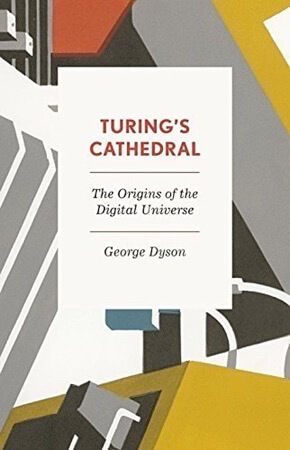 TURING'S
CATHEDRAL
The Origins of the
Digital Universe
George Dyson